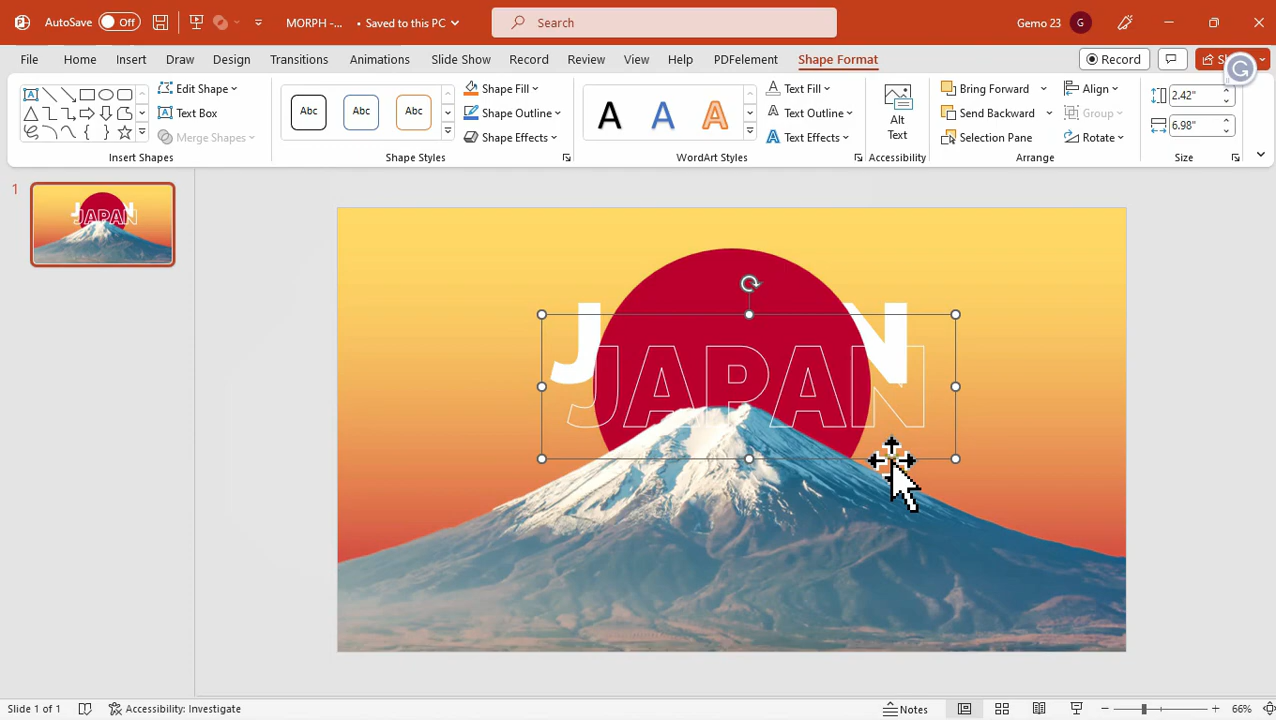 AutoSave Off MORPH -... • Saved to this PC Search Gemo 23 G
File Home Insert Draw Design Transitions Animations Slide Show Record Review View Help PDFelement Shape Format Record
Edit Shape
Text Box
Merge Shapes
Insert Shapes
Abc Abc Abc
Shape Fill
Shape Outline
Shape Effects
Shape Styles
A A A
Text Fill
Text Outline
Text Effects
WordArt Styles
Alt
Text
Accessibility
Bring Forward
Send Backward
Selection Pane
Align
Group
Rotate
Arrange
2.42"
6.98"
Size
1
JAPAN
J N
JAPAN
Slide 1 of 1 Accessibility: Investigate Notes 66%